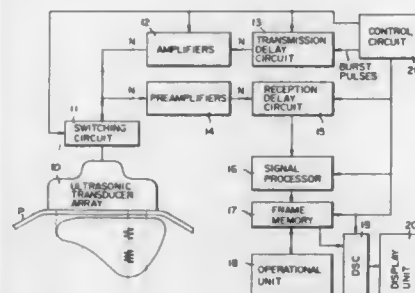 12
13
N
AMPLIFIERS
N
TRANSMISSION
DELAY
CIRCUIT
CONTROL
CIRCUIT
BURST
PULSES
11
N
PREAMPLIFIERS
N
RECEPTION
DELAY
CIRCUIT
SWITCHING
CIRCUIT
14
15
10
ULTRASONIC
TRANSDUCER
ARRAY
P
16
SIGNAL
PROCESSOR
17
FRAME
MEMORY
19
20
18
OPERATIONAL
UNIT
DSC
DISPLAY
UNIT